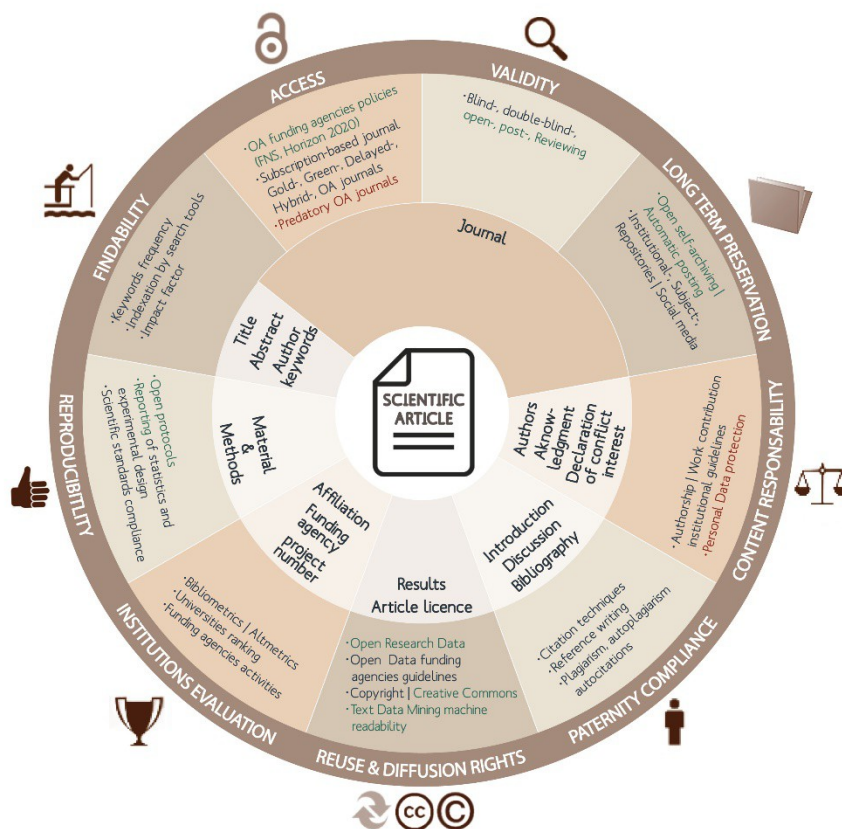 ACCESS
·OA funding agencies policies
(FNS, Horizon 2020)
·Subscription-based journal
Gold-, Green-, Delayed-,
Hybrid-, OA journals
·Predatory OA journals
VALIDITY
·Blind-, double-blind-,
open-, post-, Reviewing
LONG TERM PRESERVATION
·Open self-archiving |
Automatic posting
·Institutional-, Subject-,
Repositories | Social media
CONTENT RESPONSABILITY
·Authorship | Work contribution
institutional guidelines
·Personal Data protection
PATERNITY COMPLIANCE
·Citation techniques
·Reference writing
·Plagiarism, autoplagiarism
autocitations
REUSE & DIFFUSION RIGHTS
·Open Research Data
·Open Data funding
agencies guidelines
·Copyright | Creative Commons
·Text Data Mining machine
readability
INSTITUTIONS EVALUATION
·Bibliometrics | Altmetrics
·Universities ranking
·Funding agencies activities
REPRODUCIBITLITY
·Open protocols
·Reporting of statistics and
experimental design
·Scientific standards compliance
FINDABILITY
·Keywords frequency
·Indexation by search tools
·Impact factor
Journal
Authors
Aknow-
ledgment
Declaration
of conflict
interest
Introduction
Discussion
Bibliography
Results
Article licence
Affiliation
Funding
agency
project
number
Material
&
Methods
Title
Abstract
Author
keywords
SCIENTIFIC
ARTICLE
cc
C